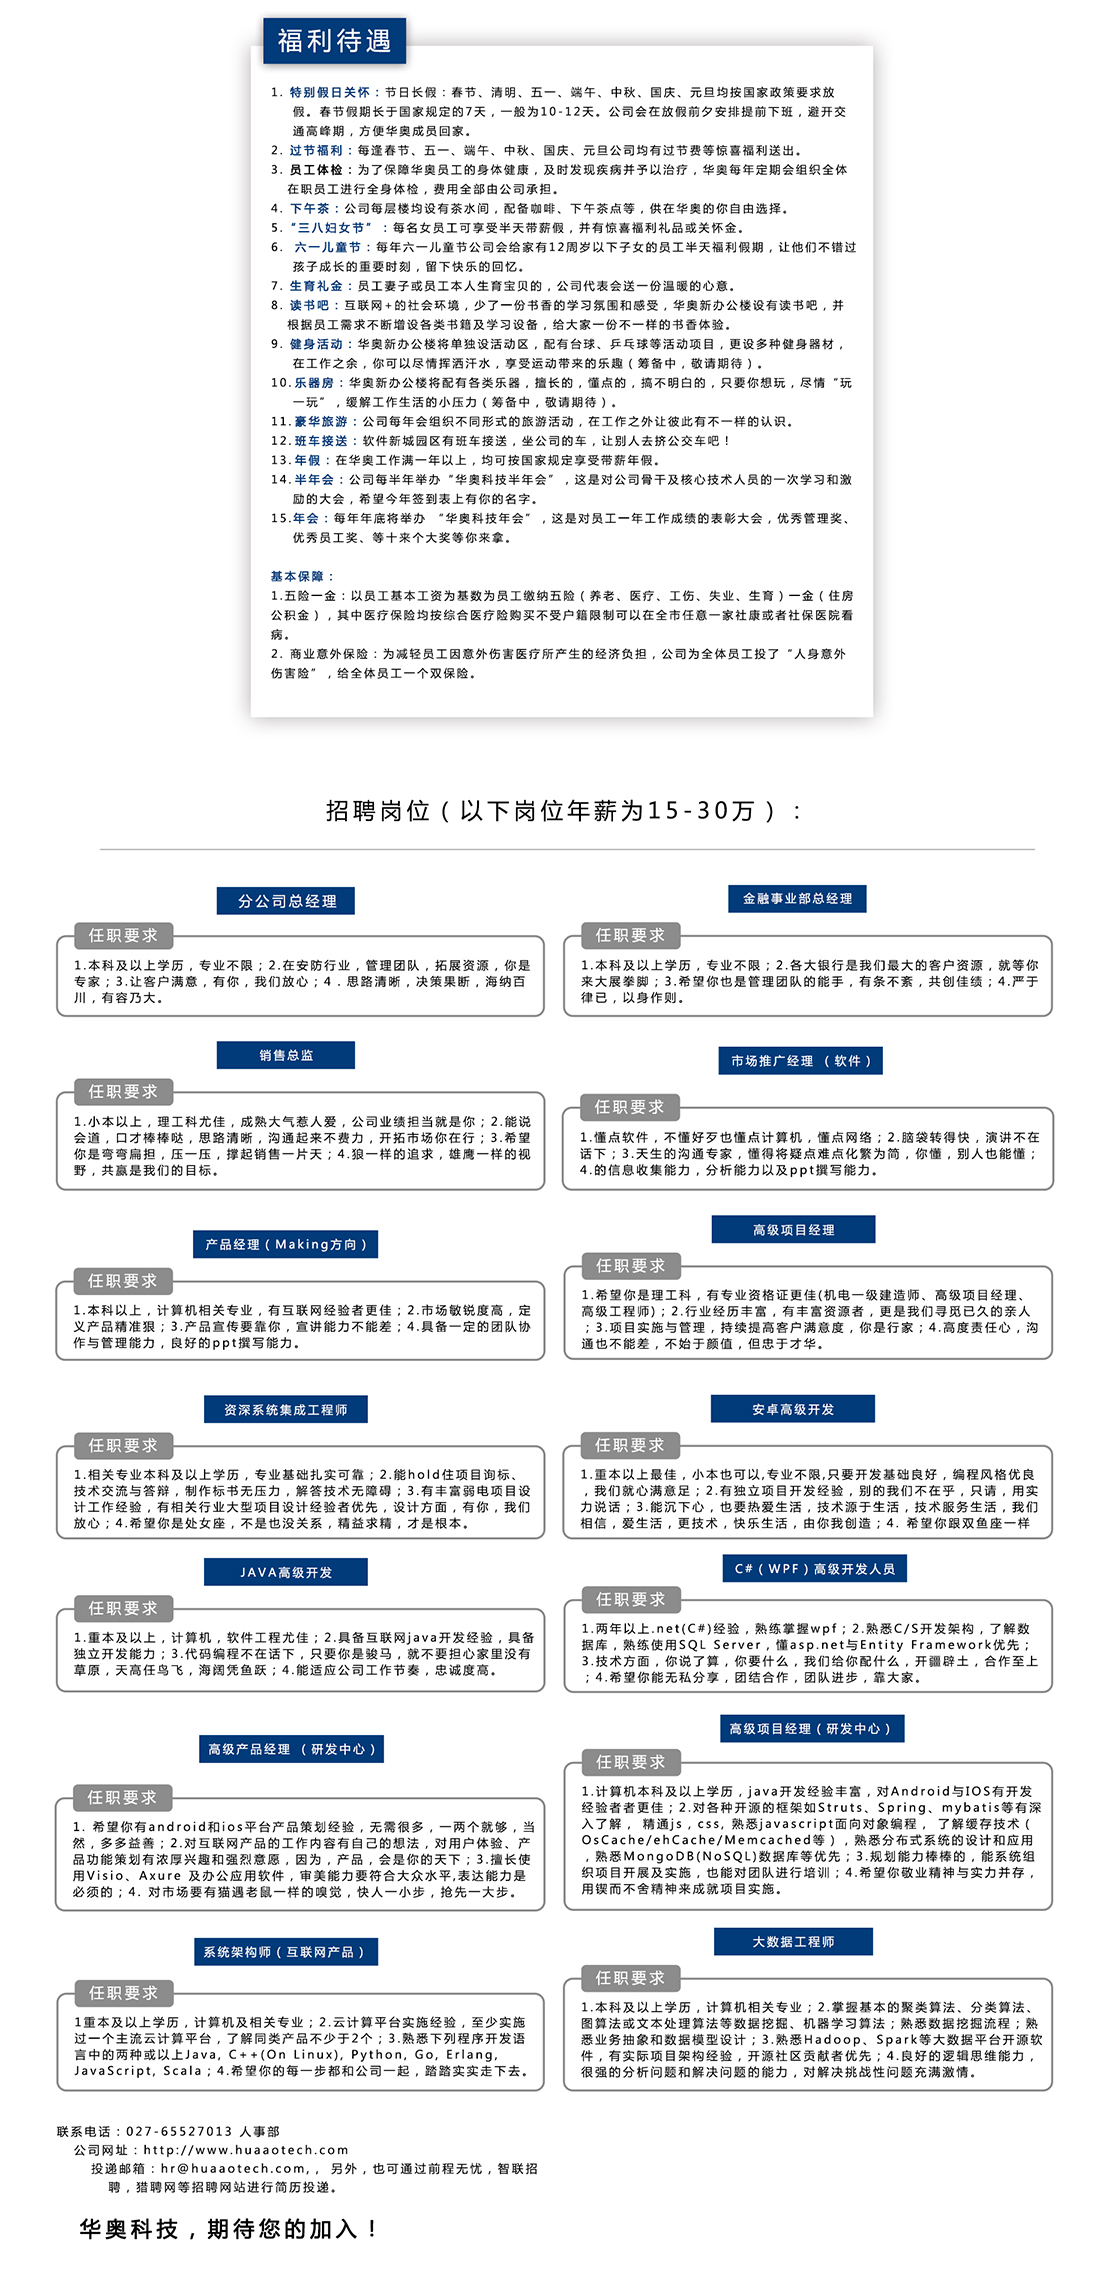 福利待遇
1. 特别假日关怀：节日长假：春节、清明、五一、端午、中秋、国庆、元旦均按国家政策要求放
假。春节假期长于国家规定的7天，一般为10-12天。公司会在放假前夕安排提前下班，避开交
通高峰期，方便华奥成员回家。
2. 过节福利：每逢春节、五一、端午、中秋、国庆、元旦公司均有过节费等惊喜福利送出。
3. 员工体检：为了保障华奥员工的身体健康，及时发现疾病并予以治疗，华奥每年定期会组织全体
在职员工进行全身体检，费用全部由公司承担。
4. 下午茶：公司每层楼均设有茶水间，配备咖啡、下午茶点等，供在华奥的你自由选择。
5. “三八妇女节”：每名女员工可享受半天带薪假，并有惊喜福利礼品或关怀金。
6. 六一儿童节：每年六一儿童节公司会给家有12周岁以下子女的员工半天福利假期，让他们不错过
孩子成长的重要时刻，留下快乐的回忆。
7. 生育礼金：员工妻子或员工本人生育宝贝的，公司代表会送一份温暖的心意。
8. 读书吧：互联网+的社会环境，少了一份书香的学习氛围和感受，华奥新办公楼设有读书吧，并
根据员工需求不断增设各类书籍及学习设备，给大家一份不一样的书香体验。
9. 健身活动：华奥新办公楼将单独设活动区，配有台球、乒乓球等活动项目，更设多种健身器材，
在工作之余，你可以尽情挥洒汗水，享受运动带来的乐趣（筹备中，敬请期待）。
10. 乐器房：华奥新办公楼将配有各类乐器，擅长的，懂点的，搞不明白的，只要你想玩，尽情“玩
一玩”，缓解工作生活的小压力（筹备中，敬请期待）。
11. 豪华旅游：公司每年会组织不同形式的旅游活动，在工作之外让彼此有不一样的认识。
12. 班车接送：软件新城园区有班车接送，坐公司的车，让别人去挤公交车吧！
13. 年假：在华奥工作满一年以上，均可按国家规定享受带薪年假。
14. 半年会：公司每半年举办“华奥科技半年会”，这是对公司骨干及核心技术人员的一次学习和激
励的大会，希望今年签到表上有你的名字。
15.年会：每年年底将举办 “华奥科技年会”，这是对员工一年工作成绩的表彰大会，优秀管理奖、
优秀员工奖、等十来个大奖等你来拿。
基本保障：
1.五险一金：以员工基本工资为基数为员工缴纳五险（养老、医疗、工伤、失业、生育）一金（住房
公积金），其中医疗保险均按综合医疗险购买不受户籍限制可以在全市任意一家社康或者社保医院看
病。
2. 商业意外保险：为减轻员工因意外伤害医疗所产生的经济负担，公司为全体员工投了“人身意外
伤害险”，给全体员工一个双保险。
招聘岗位（以下岗位年薪为15-30万）：
分公司总经理
任职要求
1.本科及以上学历，专业不限；2.在安防行业，管理团队，拓展资源，你是
专家；3.让客户满意，有你，我们放心；4．思路清晰，决策果断，海纳百
川，有容乃大。
金融事业部总经理
任职要求
1.本科及以上学历，专业不限；2.各大银行是我们最大的客户资源，就等你
来大展拳脚；3.希望你也是管理团队的能手，有条不紊，共创佳绩；4.严于
律已，以身作则。
销售总监
任职要求
1.小本以上，理工科尤佳，成熟大气惹人爱，公司业绩担当就是你；2.能说
会道，口才棒棒哒，思路清晰，沟通起来不费力，开拓市场你在行；3.希望
你是弯弯扁担，压一压，撑起销售一片天；4.狼一样的追求，雄鹰一样的视
野，共赢是我们的目标。
市场推广经理 （软件）
任职要求
1.懂点软件，不懂好歹也懂点计算机，懂点网络；2.脑袋转得快，演讲不在
话下；3.天生的沟通专家，懂得将疑点难点化繁为简，你懂，别人也能懂；
4.的信息收集能力，分析能力以及ppt撰写能力。
产品经理（Making方向）
任职要求
1.本科以上，计算机相关专业，有互联网经验者更佳；2.市场敏锐度高，定
义产品精准狠；3.产品宣传要靠你，宣讲能力不能差；4.具备一定的团队协
作与管理能力，良好的ppt撰写能力。
高级项目经理
任职要求
1.希望你是理工科，有专业资格证更佳(机电一级建造师、高级项目经理、
高级工程师)；2.行业经历丰富，有丰富资源者，更是我们寻觅已久的亲人
；3.项目实施与管理，持续提高客户满意度，你是行家；4.高度责任心，沟
通也不能差，不始于颜值，但忠于才华。
资深系统集成工程师
任职要求
1.相关专业本科及以上学历，专业基础扎实可靠；2.能hold住项目询标、
技术交流与答辩，制作标书无压力，解答技术无障碍；3.有丰富弱电项目设
计工作经验，有相关行业大型项目设计经验者优先，设计方面，有你，我们
放心；4.希望你是处女座，不是也没关系，精益求精，才是根本。
安卓高级开发
任职要求
1.重本以上最佳，小本也可以,专业不限,只要开发基础良好，编程风格优良
，我们就心满意足；2.有独立项目开发经验，别的我们不在乎，只请，用实
力说话；3.能沉下心，也要热爱生活，技术源于生活，技术服务生活，我们
相信，爱生活，更技术，快乐生活，由你我创造；4. 希望你跟双鱼座一样
JAVA高级开发
任职要求
1.重本及以上，计算机，软件工程尤佳；2.具备互联网java开发经验，具备
独立开发能力；3.代码编程不在话下，只要你是骏马，就不要担心家里没有
草原，天高任鸟飞，海阔凭鱼跃；4.能适应公司工作节奏，忠诚度高。
C#（WPF）高级开发人员
任职要求
1.两年以上.net(C#)经验，熟练掌握wpf；2.熟悉C/S开发架构，了解数
据库，熟练使用SQL Server，懂asp.net与Entity Framework优先；
3.技术方面，你说了算，你要什么，我们给你配什么，开疆辟土，合作至上
；4.希望你能无私分享，团结合作，团队进步，靠大家。
高级产品经理 （研发中心）
任职要求
1. 希望你有android和ios平台产品策划经验，无需很多，一两个就够，当
然，多多益善；2.对互联网产品的工作内容有自己的想法，对用户体验、产
品功能策划有浓厚兴趣和强烈意愿，因为，产品，会是你的天下；3.擅长使
用Visio、Axure 及办公应用软件，审美能力要符合大众水平,表达能力是
必须的；4. 对市场要有猫遇老鼠一样的嗅觉，快人一小步，抢先一大步。
高级项目经理（研发中心）
任职要求
1.计算机本科及以上学历，java开发经验丰富，对Android与IOS有开发
经验者者更佳；2.对各种开源的框架如Struts、Spring、mybatis等有深
入了解， 精通js，css, 熟悉javascript面向对象编程， 了解缓存技术（
OsCache/ehCache/Memcached等），熟悉分布式系统的设计和应用
，熟悉MongoDB(NoSQL)数据库等优先；3.规划能力棒棒的，能系统组
织项目开展及实施，也能对团队进行培训；4.希望你敬业精神与实力并存，
用锲而不舍精神来成就项目实施。
系统架构师（互联网产品）
任职要求
1重本及以上学历，计算机及相关专业；2.云计算平台实施经验，至少实施
过一个主流云计算平台，了解同类产品不少于2个；3.熟悉下列程序开发语
言中的两种或以上Java, C++(On Linux), Python, Go, Erlang,
JavaScript, Scala；4.希望你的每一步都和公司一起，踏踏实实走下去。
大数据工程师
任职要求
1.本科及以上学历，计算机相关专业；2.掌握基本的聚类算法、分类算法、
图算法或文本处理算法等数据挖掘、机器学习算法；熟悉数据挖掘流程；熟
悉业务抽象和数据模型设计；3.熟悉Hadoop、Spark等大数据平台开源软
件，有实际项目架构经验，开源社区贡献者优先；4.良好的逻辑思维能力，
很强的分析问题和解决问题的能力，对解决挑战性问题充满激情。
联系电话：027-65527013 人事部
公司网址：http://www.huaaotech.com
投递邮箱：hr@huaaotech.com,，另外，也可通过前程无忧，智联招
聘，猎聘网等招聘网站进行简历投递。
华奥科技，期待您的加入！